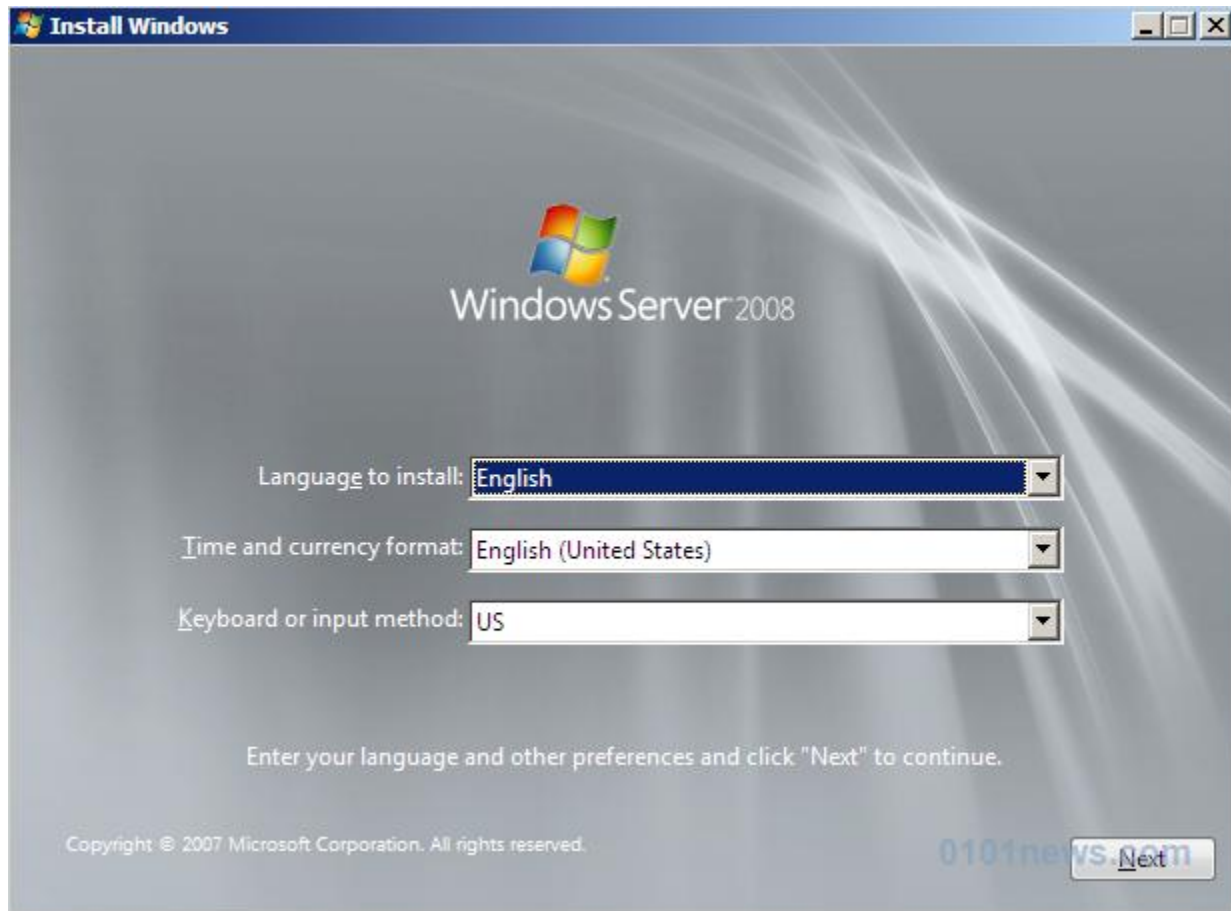 Install Windows
Windows Server 2008
Language to install: English
Time and currency format: English (United States)
Keyboard or input method: US
Enter your language and other preferences and click "Next" to continue.
Copyright © 2007 Microsoft Corporation. All rights reserved.
0101news.com
Next